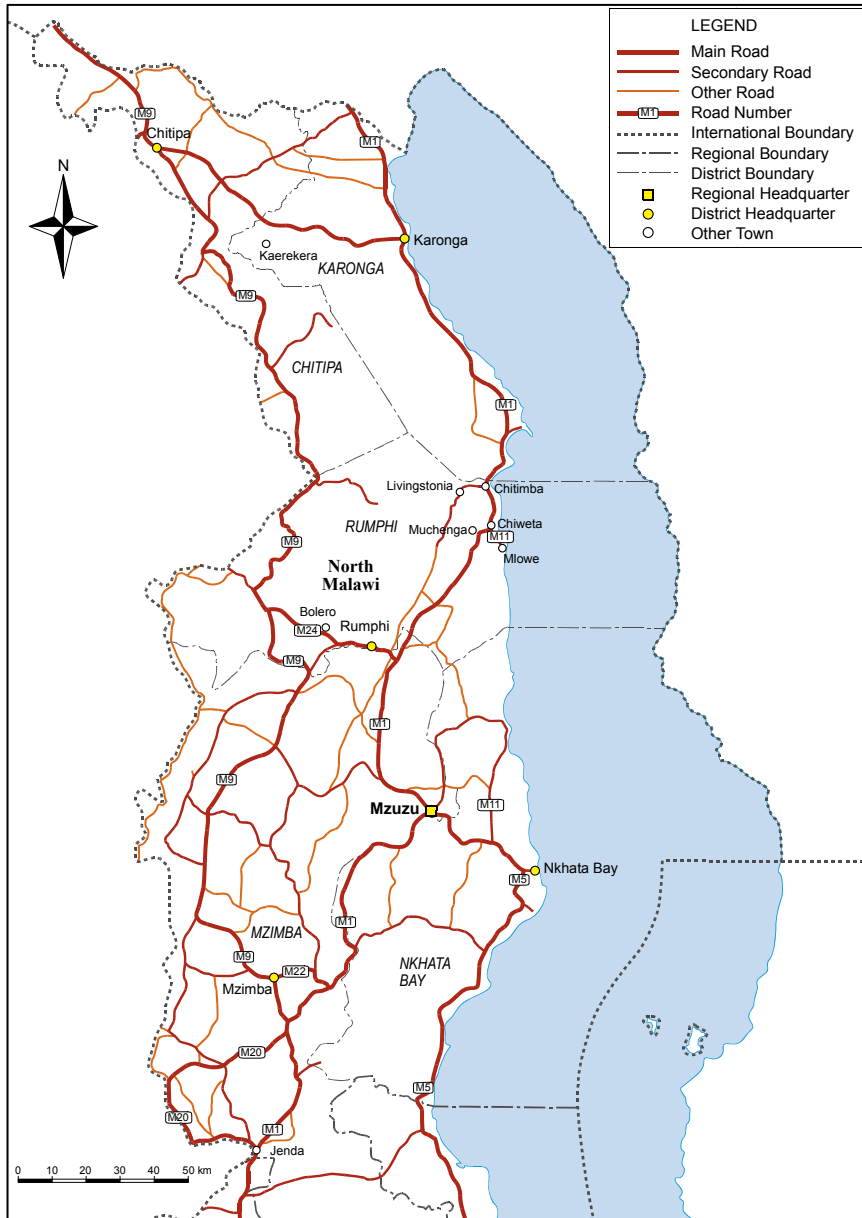 LEGEND
Main Road
Secondary Road
Other Road
M1 Road Number
International Boundary
Regional Boundary
District Boundary
Regional Headquarter
District Headquarter
Other Town
N
M9
Chitipa
M1
Karonga
Kaerekera
KARONGA
M9
CHITIPA
M1
Livingstonia
Chitimba
RUMPHI
Muchenga
Chiweta
M11
M9
Mlowe
North
Malawi
Bolero
M24
Rumphi
M9
M1
M9
Mzuzu
M11
Nkhata Bay
M5
M1
MZIMBA
M9
M22
NKHATA
BAY
Mzimba
M20
M5
M20
M1
Jenda
0 10 20 30 40 50 km